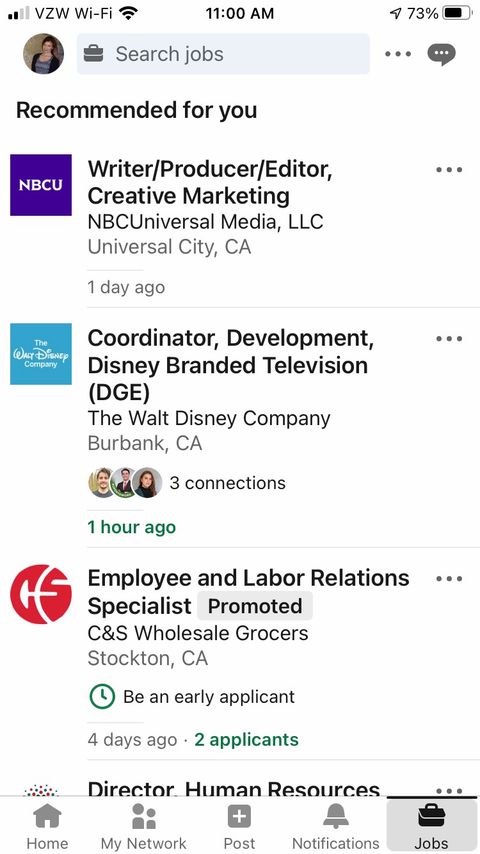 VZW Wi-Fi 11:00 AM 73%
Search jobs
Recommended for you
NBCU
Writer/Producer/Editor,
Creative Marketing
NBCUniversal Media, LLC
Universal City, CA
1 day ago
The
Walt Disney
Company
Coordinator, Development,
Disney Branded Television
(DGE)
The Walt Disney Company
Burbank, CA
3 connections
1 hour ago
Employee and Labor Relations
Specialist Promoted
C&S Wholesale Grocers
Stockton, CA
Be an early applicant
4 days ago · 2 applicants
Director, Human Resources
Home My Network Post Notifications Jobs